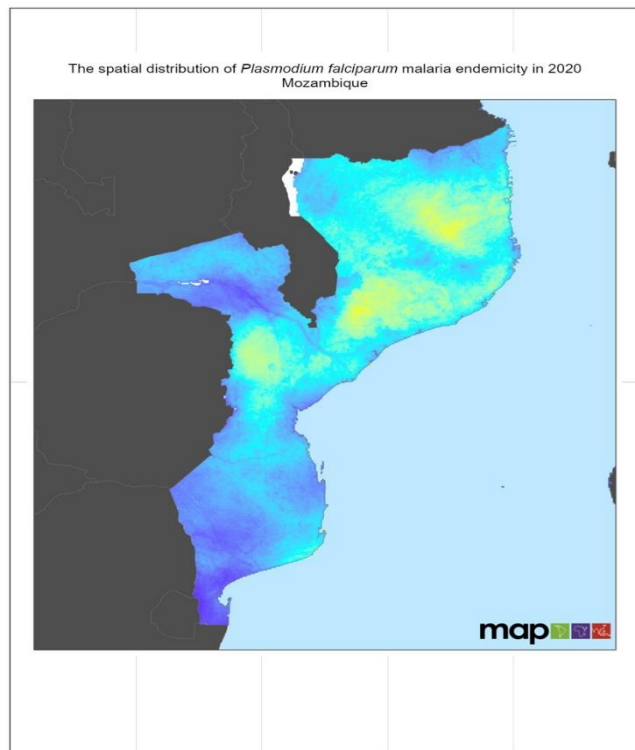 The spatial distribution of Plasmodium falciparum malaria endemicity in 2020
Mozambique
map